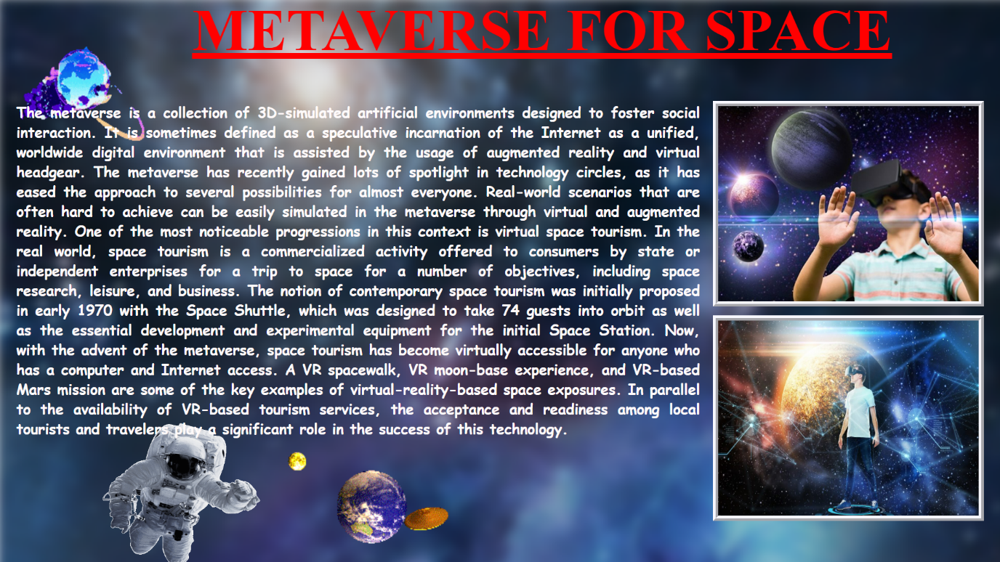 METAVERSE FOR SPACE
The metaverse is a collection of 3D-simulated artificial environments designed to foster social
interaction. It is sometimes defined as a speculative incarnation of the Internet as a unified,
worldwide digital environment that is assisted by the usage of augmented reality and virtual
headgear. The metaverse has recently gained lots of spotlight in technology circles, as it has
eased the approach to several possibilities for almost everyone. Real-world scenarios that are
often hard to achieve can be easily simulated in the metaverse through virtual and augmented
reality. One of the most noticeable progressions in this context is virtual space tourism. In the
real world, space tourism is a commercialized activity offered to consumers by state or
independent enterprises for a trip to space for a number of objectives, including space
research, leisure, and business. The notion of contemporary space tourism was initially proposed
in early 1970 with the Space Shuttle, which was designed to take 74 guests into orbit as well
as the essential development and experimental equipment for the initial Space Station. Now,
with the advent of the metaverse, space tourism has become virtually accessible for anyone who
has a computer and Internet access. A VR spacewalk, VR moon-base experience, and VR-based
Mars mission are some of the key examples of virtual-reality-based space exposures. In parallel
to the availability of VR-based tourism services, the acceptance and readiness among local
tourists and travelers play a significant role in the success of this technology.